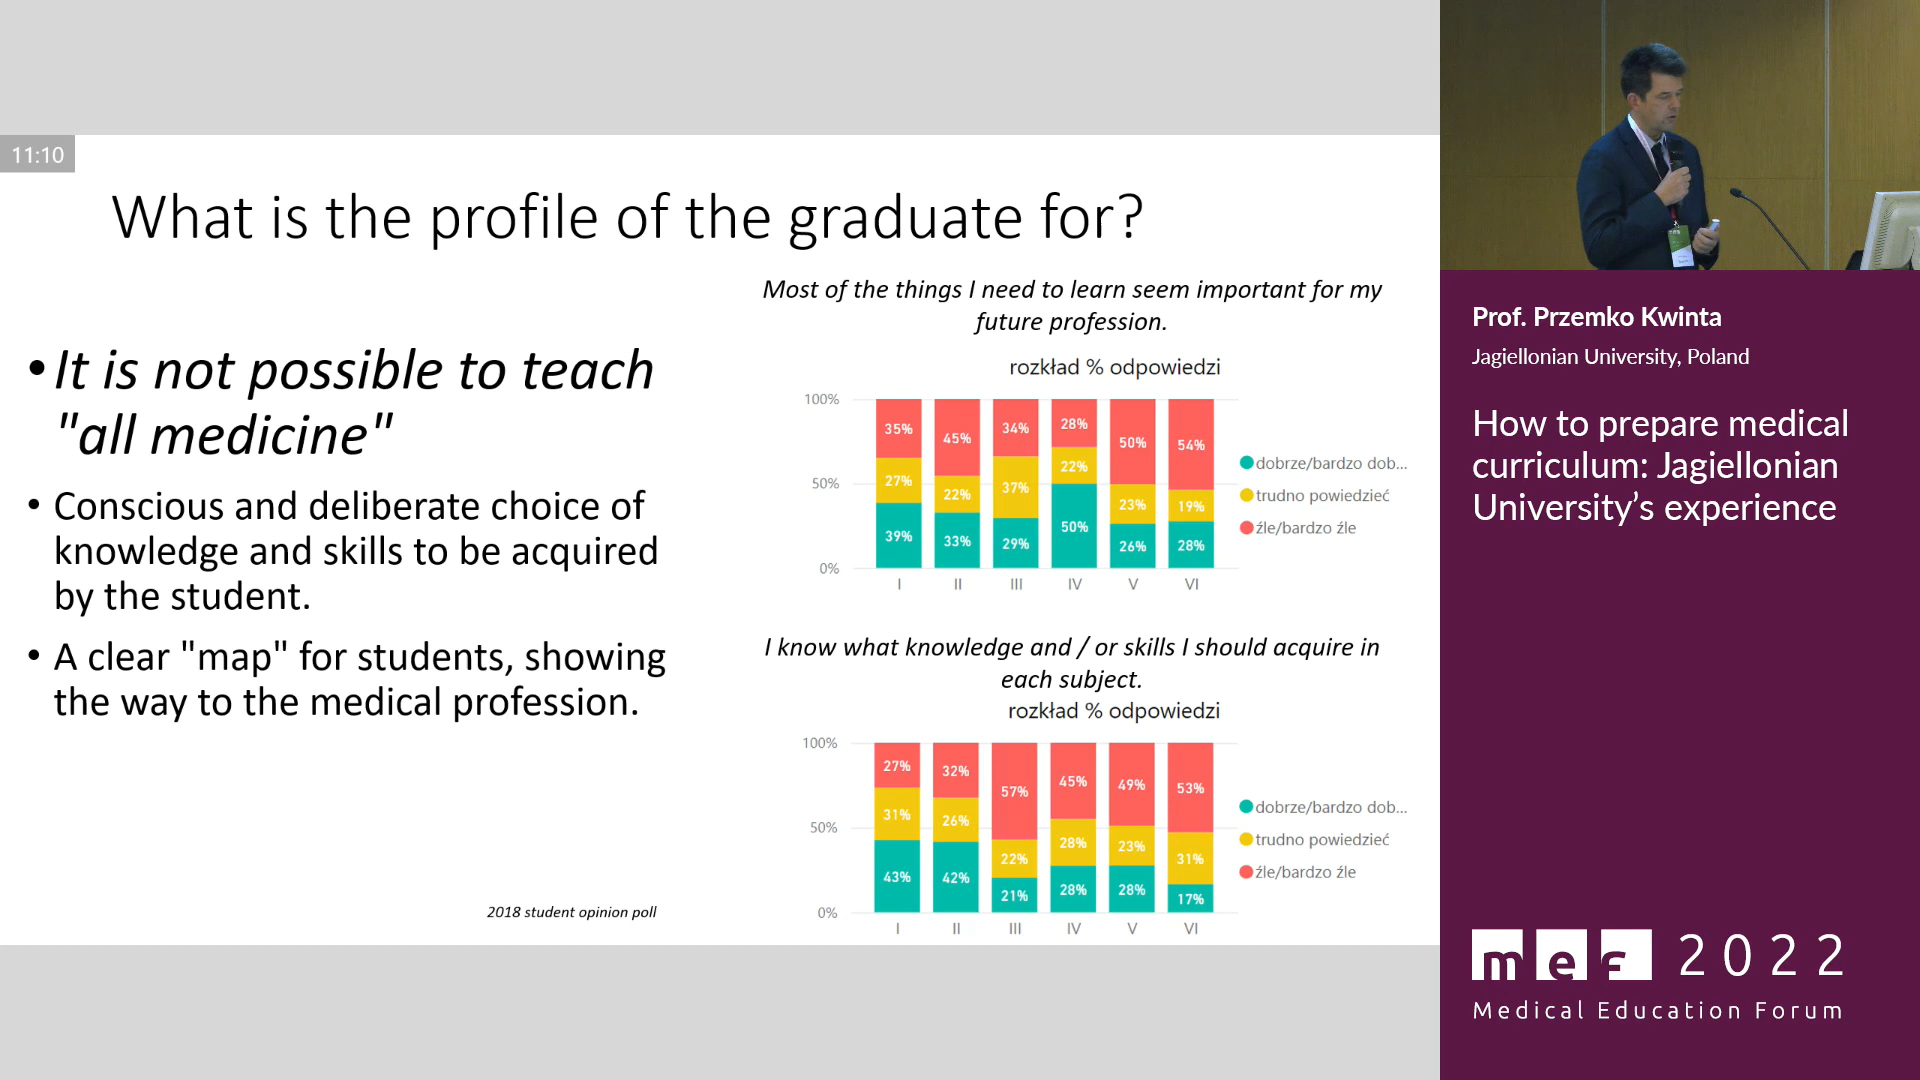 11:10
What is the profile of the graduate for?
•It is not possible to teach
"all medicine"
• Conscious and deliberate choice of
knowledge and skills to be acquired
by the student.
• A clear "map" for students, showing
the way to the medical profession.
2018 student opinion poll
Most of the things I need to learn seem important for my
future profession.
rozkład % odpowiedzi
100%
50%
0%
35% 45% 34% 28% 50% 54%
27% 22% 37% 22% 23% 19%
39% 33% 29% 50% 26% 28%
I II III IV V VI
dobrze/bardzo dob...
trudno powiedzieć
źle/bardzo źle
I know what knowledge and / or skills I should acquire in
each subject.
rozkład % odpowiedzi
100%
50%
0%
27% 32% 57% 45% 49% 53%
31% 26% 22% 28% 23% 31%
43% 42% 21% 28% 28% 17%
I II III IV V VI
dobrze/bardzo dob...
trudno powiedzieć
źle/bardzo źle
Prof. Przemko Kwinta
Jagiellonian University, Poland
How to prepare medical
curriculum: Jagiellonian
University’s experience
mef 2022
Medical Education Forum